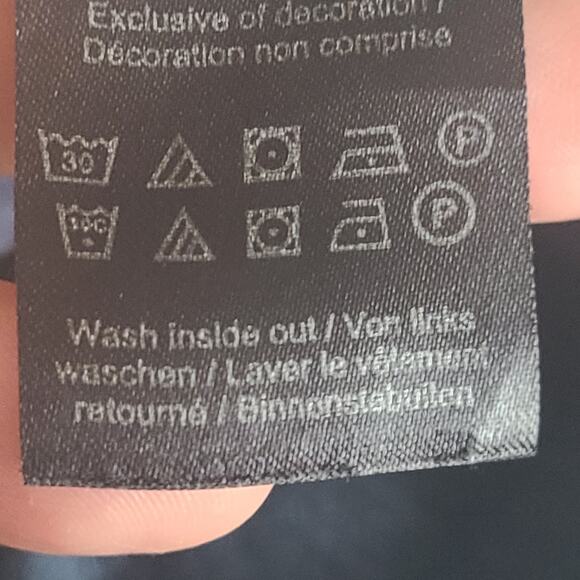 Exclusive of decoration /
Décoration non comprise
30 P
P
Wash inside out / Von links
waschen / Laver le vêtement
retourné / Binnenstebuiten